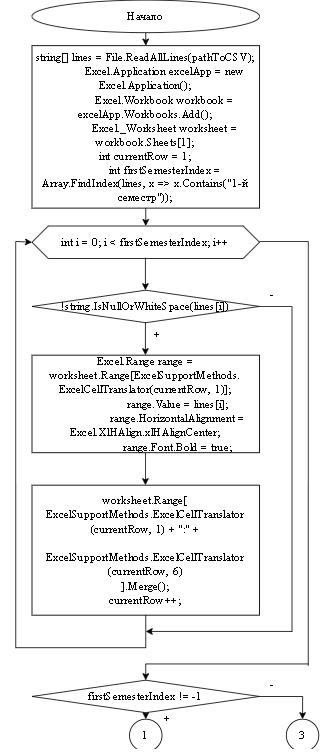 Начало
string[] lines = File.ReadAllLines(pathToCSV);
Excel.Application excelApp = new
Excel.Application();
Excel.Workbook workbook =
excelApp.Workbooks.Add();
Excel._Worksheet worksheet =
workbook.Sheets[1];
int currentRow = 1;
int firstSemesterIndex =
Array.FindIndex(lines, x => x.Contains("1-й
семестр"));
int i = 0; i < firstSemesterIndex; i++
!string.IsNullOrWhiteSpace(lines[i])
-
+
Excel.Range range =
worksheet.Range[ExcelSupportMethods.
ExcelCellTranslator(currentRow, 1)];
range.Value = lines[i];
range.HorizontalAlignment =
Excel.XlHAlign.xlHAlignCenter;
range.Font.Bold = true;
worksheet.Range[
ExcelSupportMethods.ExcelCellTranslator
(currentRow, 1) + ":" +
ExcelSupportMethods.ExcelCellTranslator
(currentRow, 6)
].Merge();
currentRow++;
firstSemesterIndex != -1
-
+
1
3